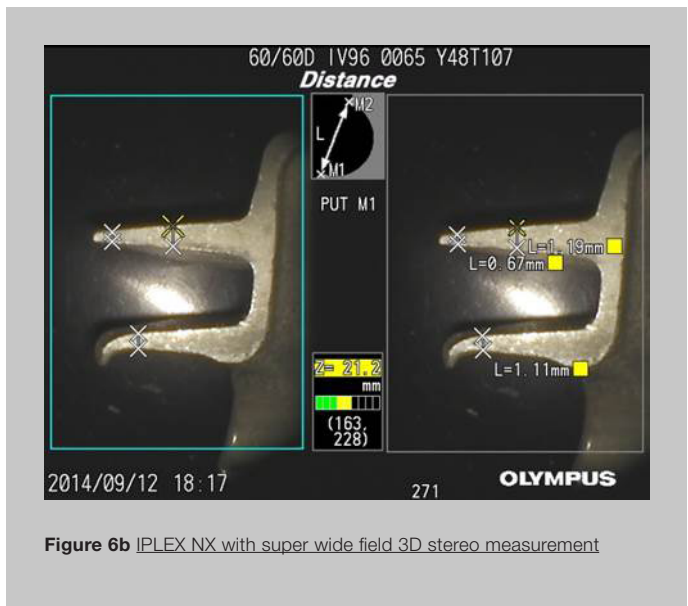 60/60D IV96 0065 Y48T107
Distance
M2
L
M1
PUT M1
L=1.19mm
L=0.67mm
L=1.11mm
Z= 21.2
mm
(163,
228)
2014/09/12 18:17
271
OLYMPUS
Figure 6b IPLEX NX with super wide field 3D stereo measurement